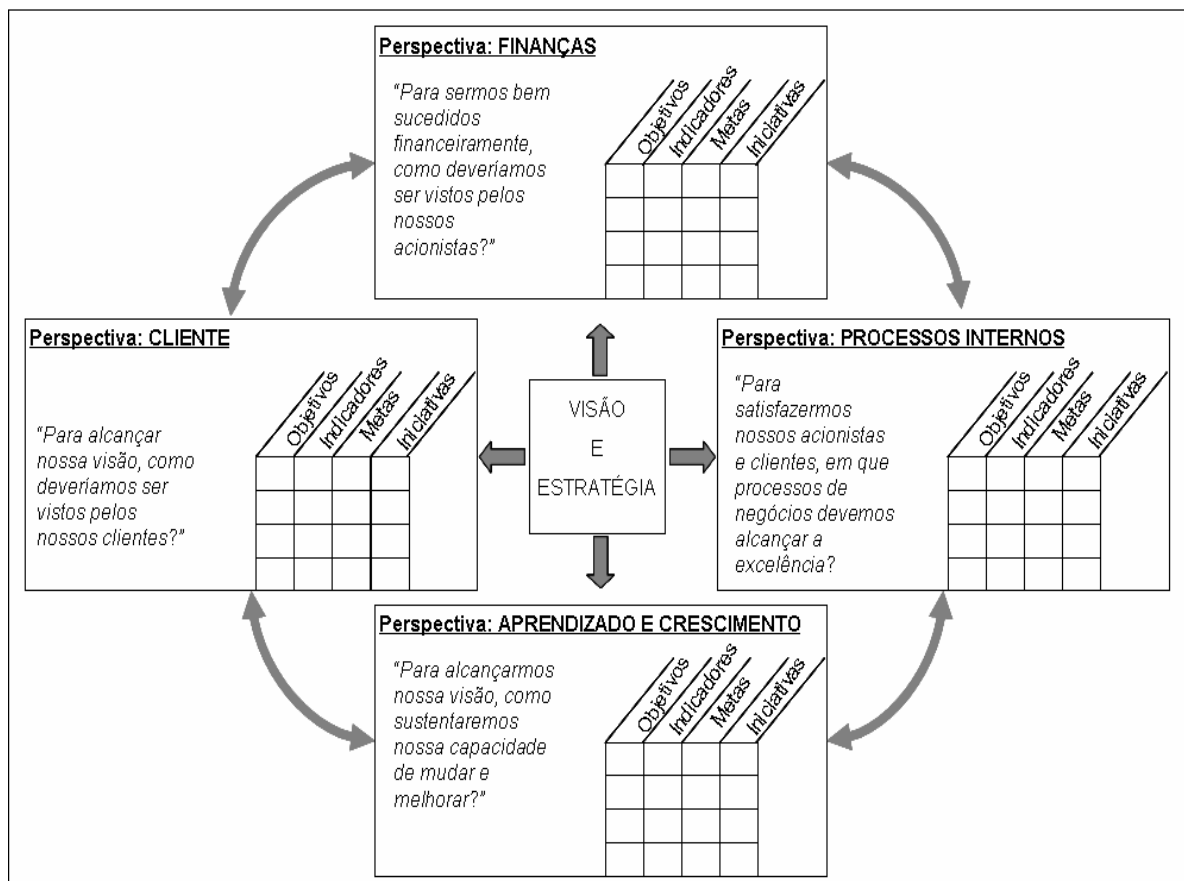 Perspectiva: FINANÇAS
“Para sermos bem
sucedidos
financeiramente,
como deveríamos
ser vistos pelos
nossos
acionistas?”
Objetivos
Indicadores
Metas
Iniciativas
Perspectiva: CLIENTE
“Para alcançar
nossa visão, como
deveríamos ser
vistos pelos
nossos clientes?”
Objetivos
Indicadores
Metas
Iniciativas
VISÃO
E
ESTRATÉGIA
Perspectiva: PROCESSOS INTERNOS
“Para
satisfazermos
nossos acionistas
e clientes, em que
processos de
negócios devemos
alcançar a
excelência?
Objetivos
Indicadores
Metas
Iniciativas
Perspectiva: APRENDIZADO E CRESCIMENTO
“Para alcançarmos
nossa visão, como
sustentaremos
nossa capacidade
de mudar e
melhorar?”
Objetivos
Indicadores
Metas
Iniciativas